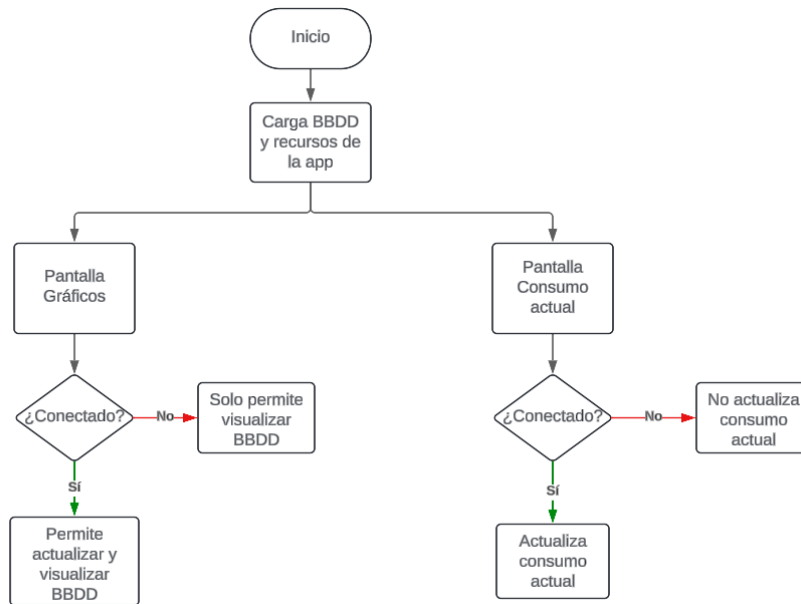 Inicio
Carga BBDD
y recursos de
la app
Pantalla
Gráficos
Pantalla
Consumo
actual
¿Conectado?
No
Solo permite
visualizar
BBDD
¿Conectado?
No
No actualiza
consumo
actual
Sí
Sí
Permite
actualizar y
visualizar
BBDD
Actualiza
consumo
actual